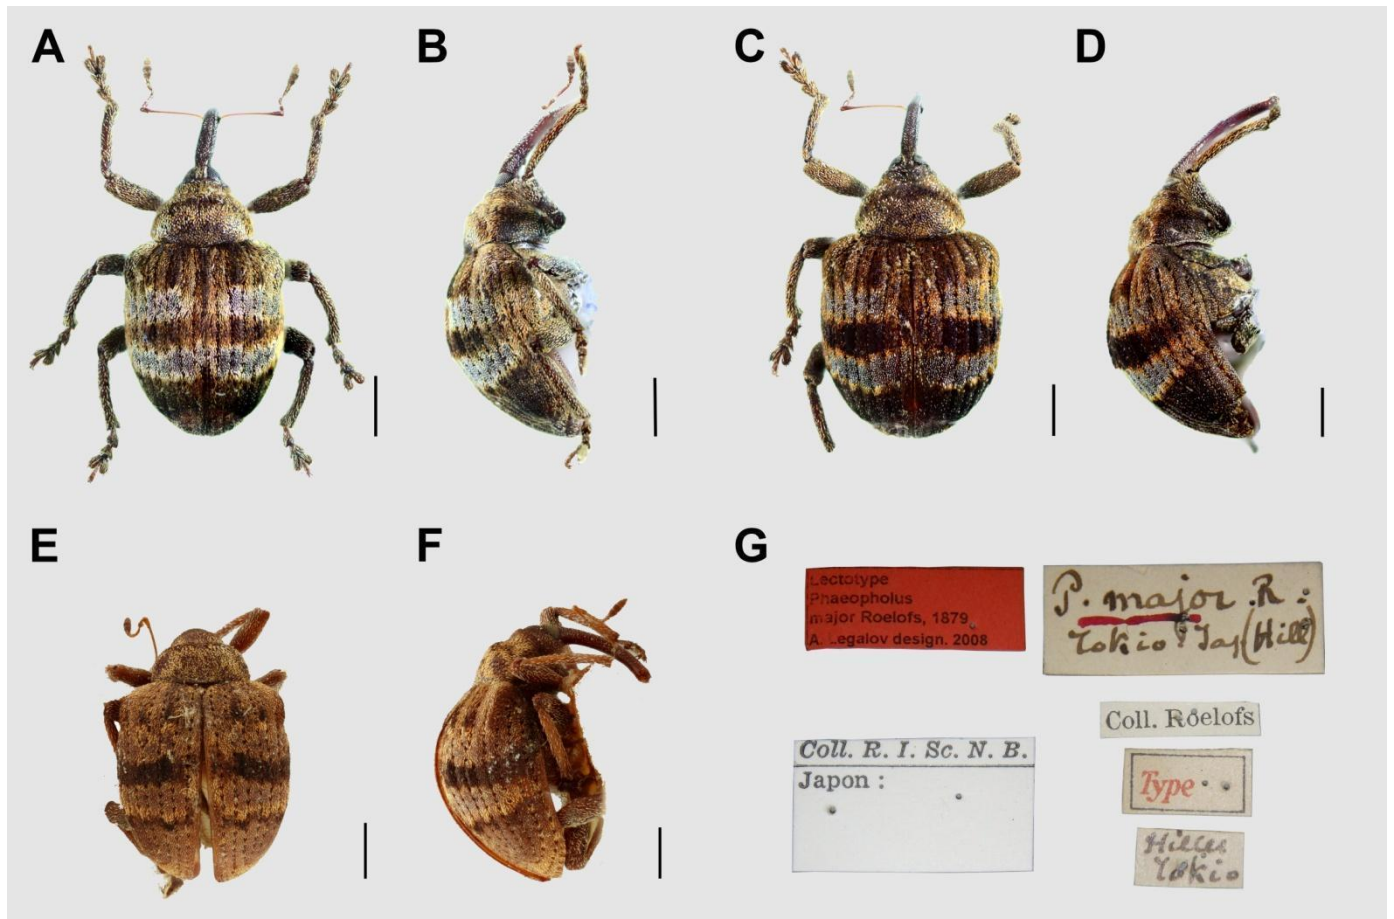 A
B
C
D
E
F
G
Lectotype
Phaeopholus
major Roelofs, 1879
A. Legalov design. 2008
P. major . R :
Tokio Jap (Hill)
Coll. Roelofs
Coll. R. I. Sc. N. B.
Japon :
Type
Hiller
Tokio